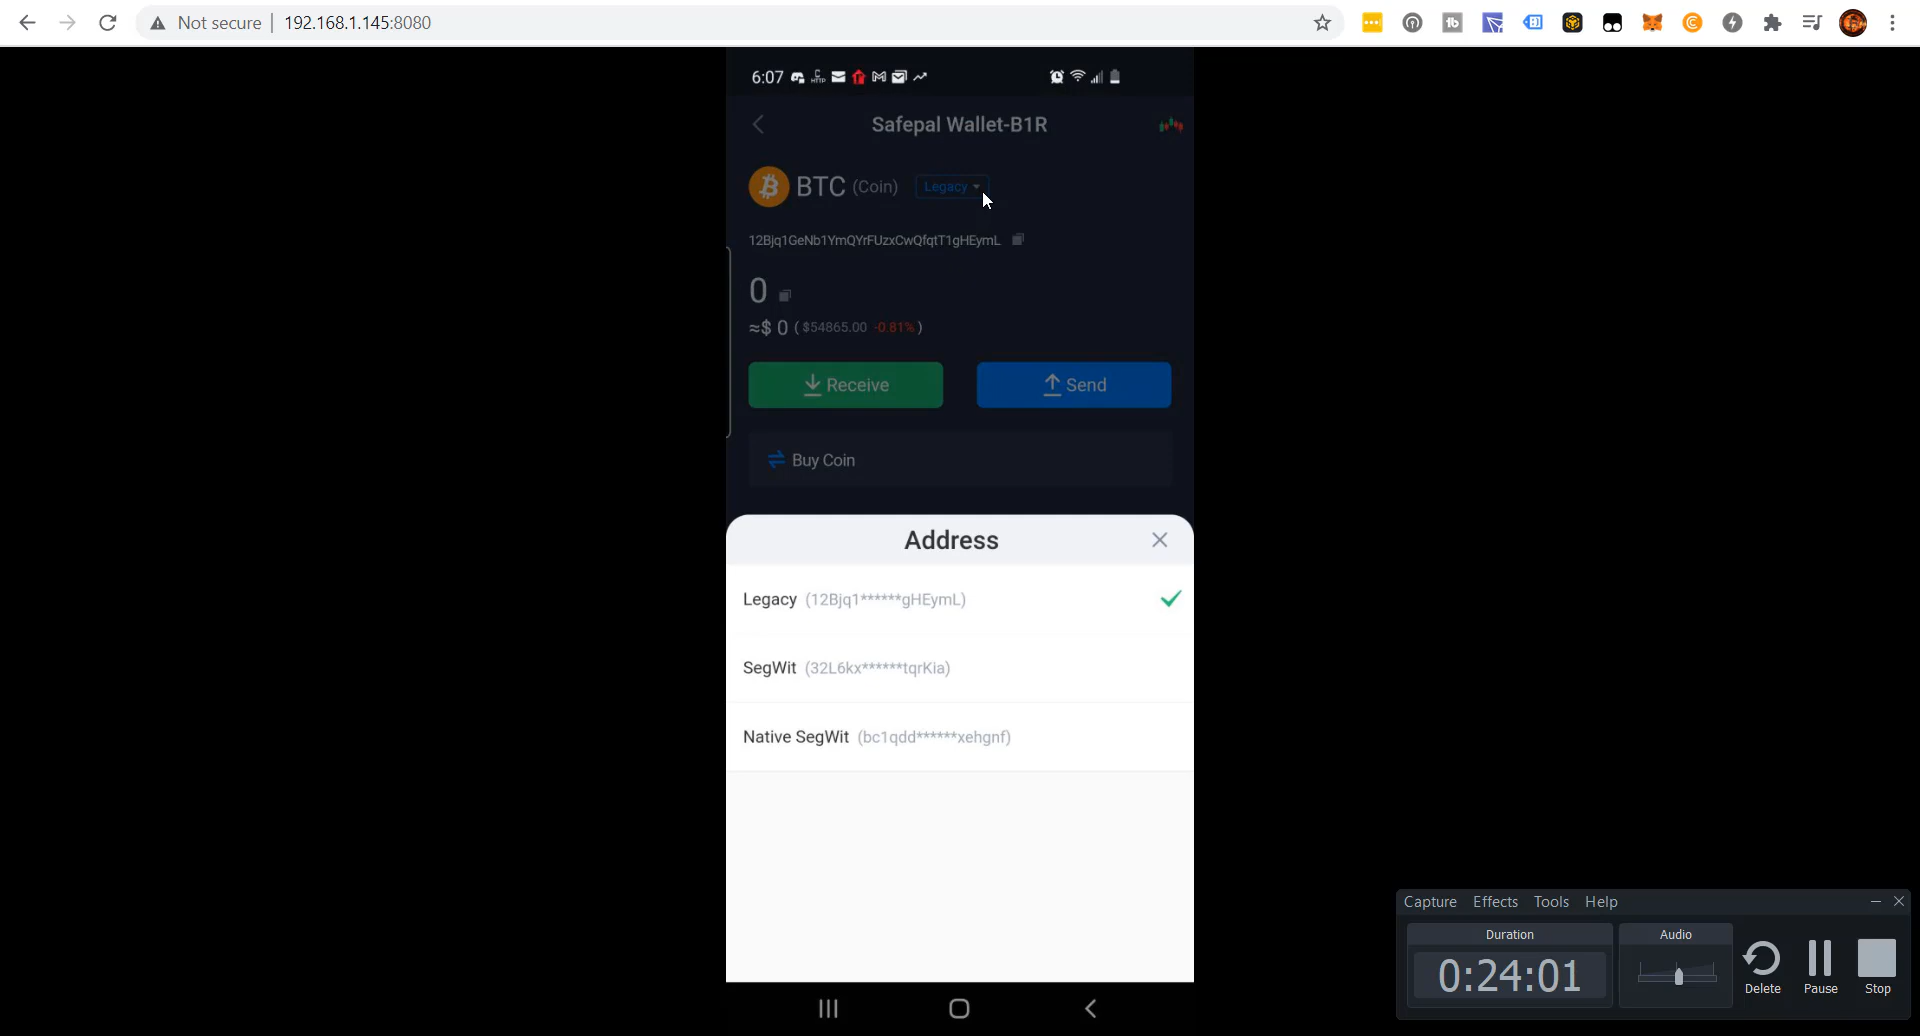 Not secure | 192.168.1.145:8080
6:07
Safepal Wallet-B1R
BTC (Coin) Legacy
12Bjq1GeNb1YmQYrFUzxCwQfqtT1gHEymL
0
≈$ 0 ( $54865.00 -0.81% )
Receive Send
Buy Coin
Address
Legacy (12Bjq1******gHEymL)
SegWit (32L6kx******tqrKia)
Native SegWit (bc1qdd******xehgnf)
Capture Effects Tools Help
Duration Audio
0:24:01
Delete Pause Stop